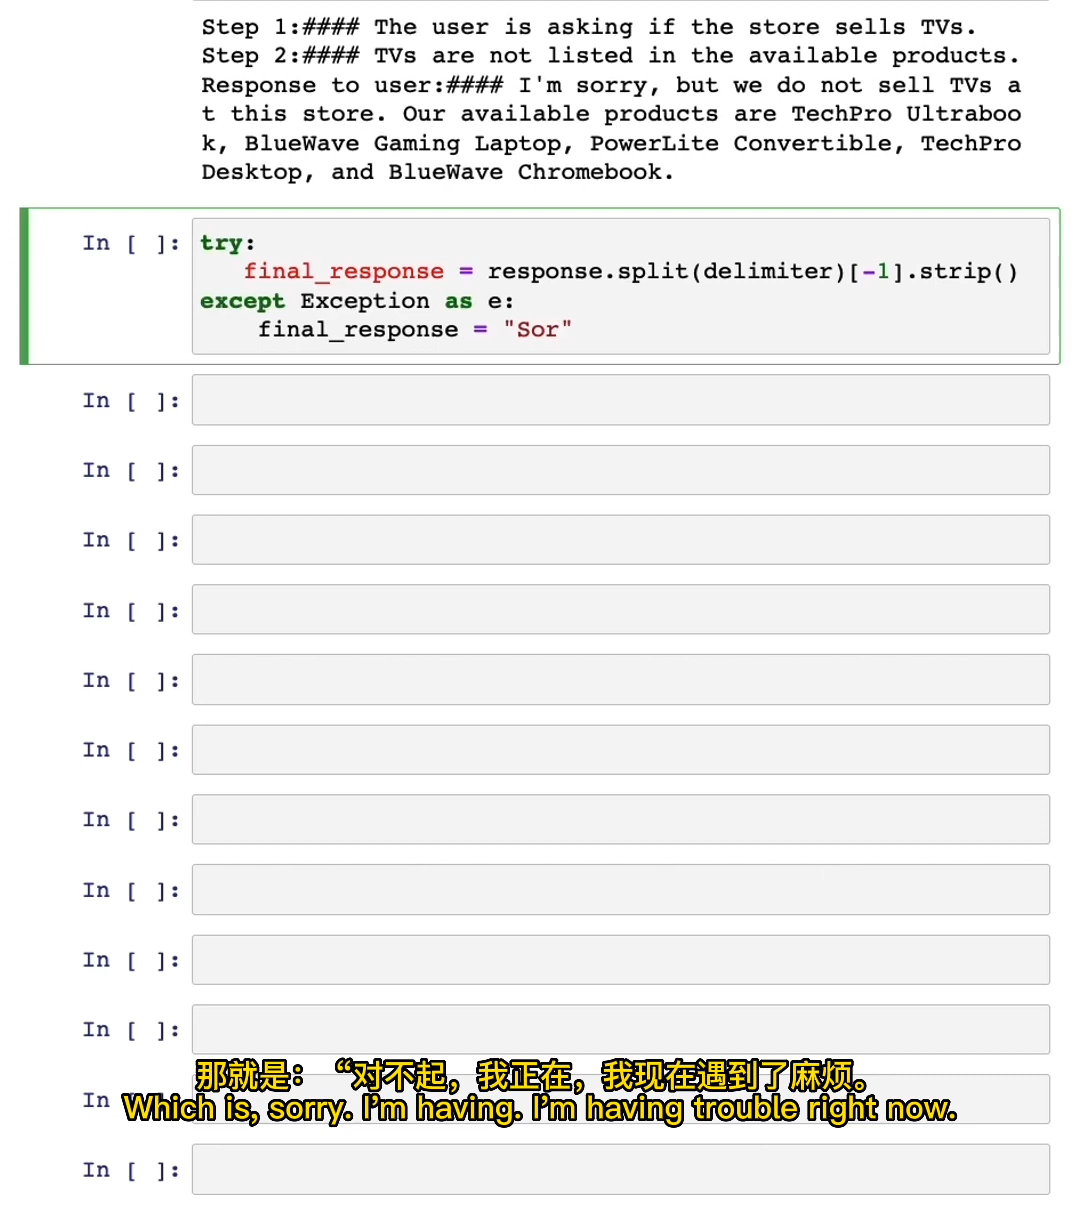 Step 1:#### The user is asking if the store sells TVs.
Step 2:#### TVs are not listed in the available products.
Response to user:#### I'm sorry, but we do not sell TVs a
t this store. Our available products are TechPro Ultraboo
k, BlueWave Gaming Laptop, PowerLite Convertible, TechPro
Desktop, and BlueWave Chromebook.
In [ ]: try:
   final_response = response.split(delimiter)[-1].strip()
except Exception as e:
    final_response = "Sor"
In [ ]:
In [ ]:
In [ ]:
In [ ]:
In [ ]:
In [ ]:
In [ ]:
In [ ]:
In [ ]:
In [ ]:
那就是：“对不起，我正在，我现在遇到了麻烦。
In [ ]:
Which is, sorry. I'm having. I'm having trouble right now.
In [ ]: